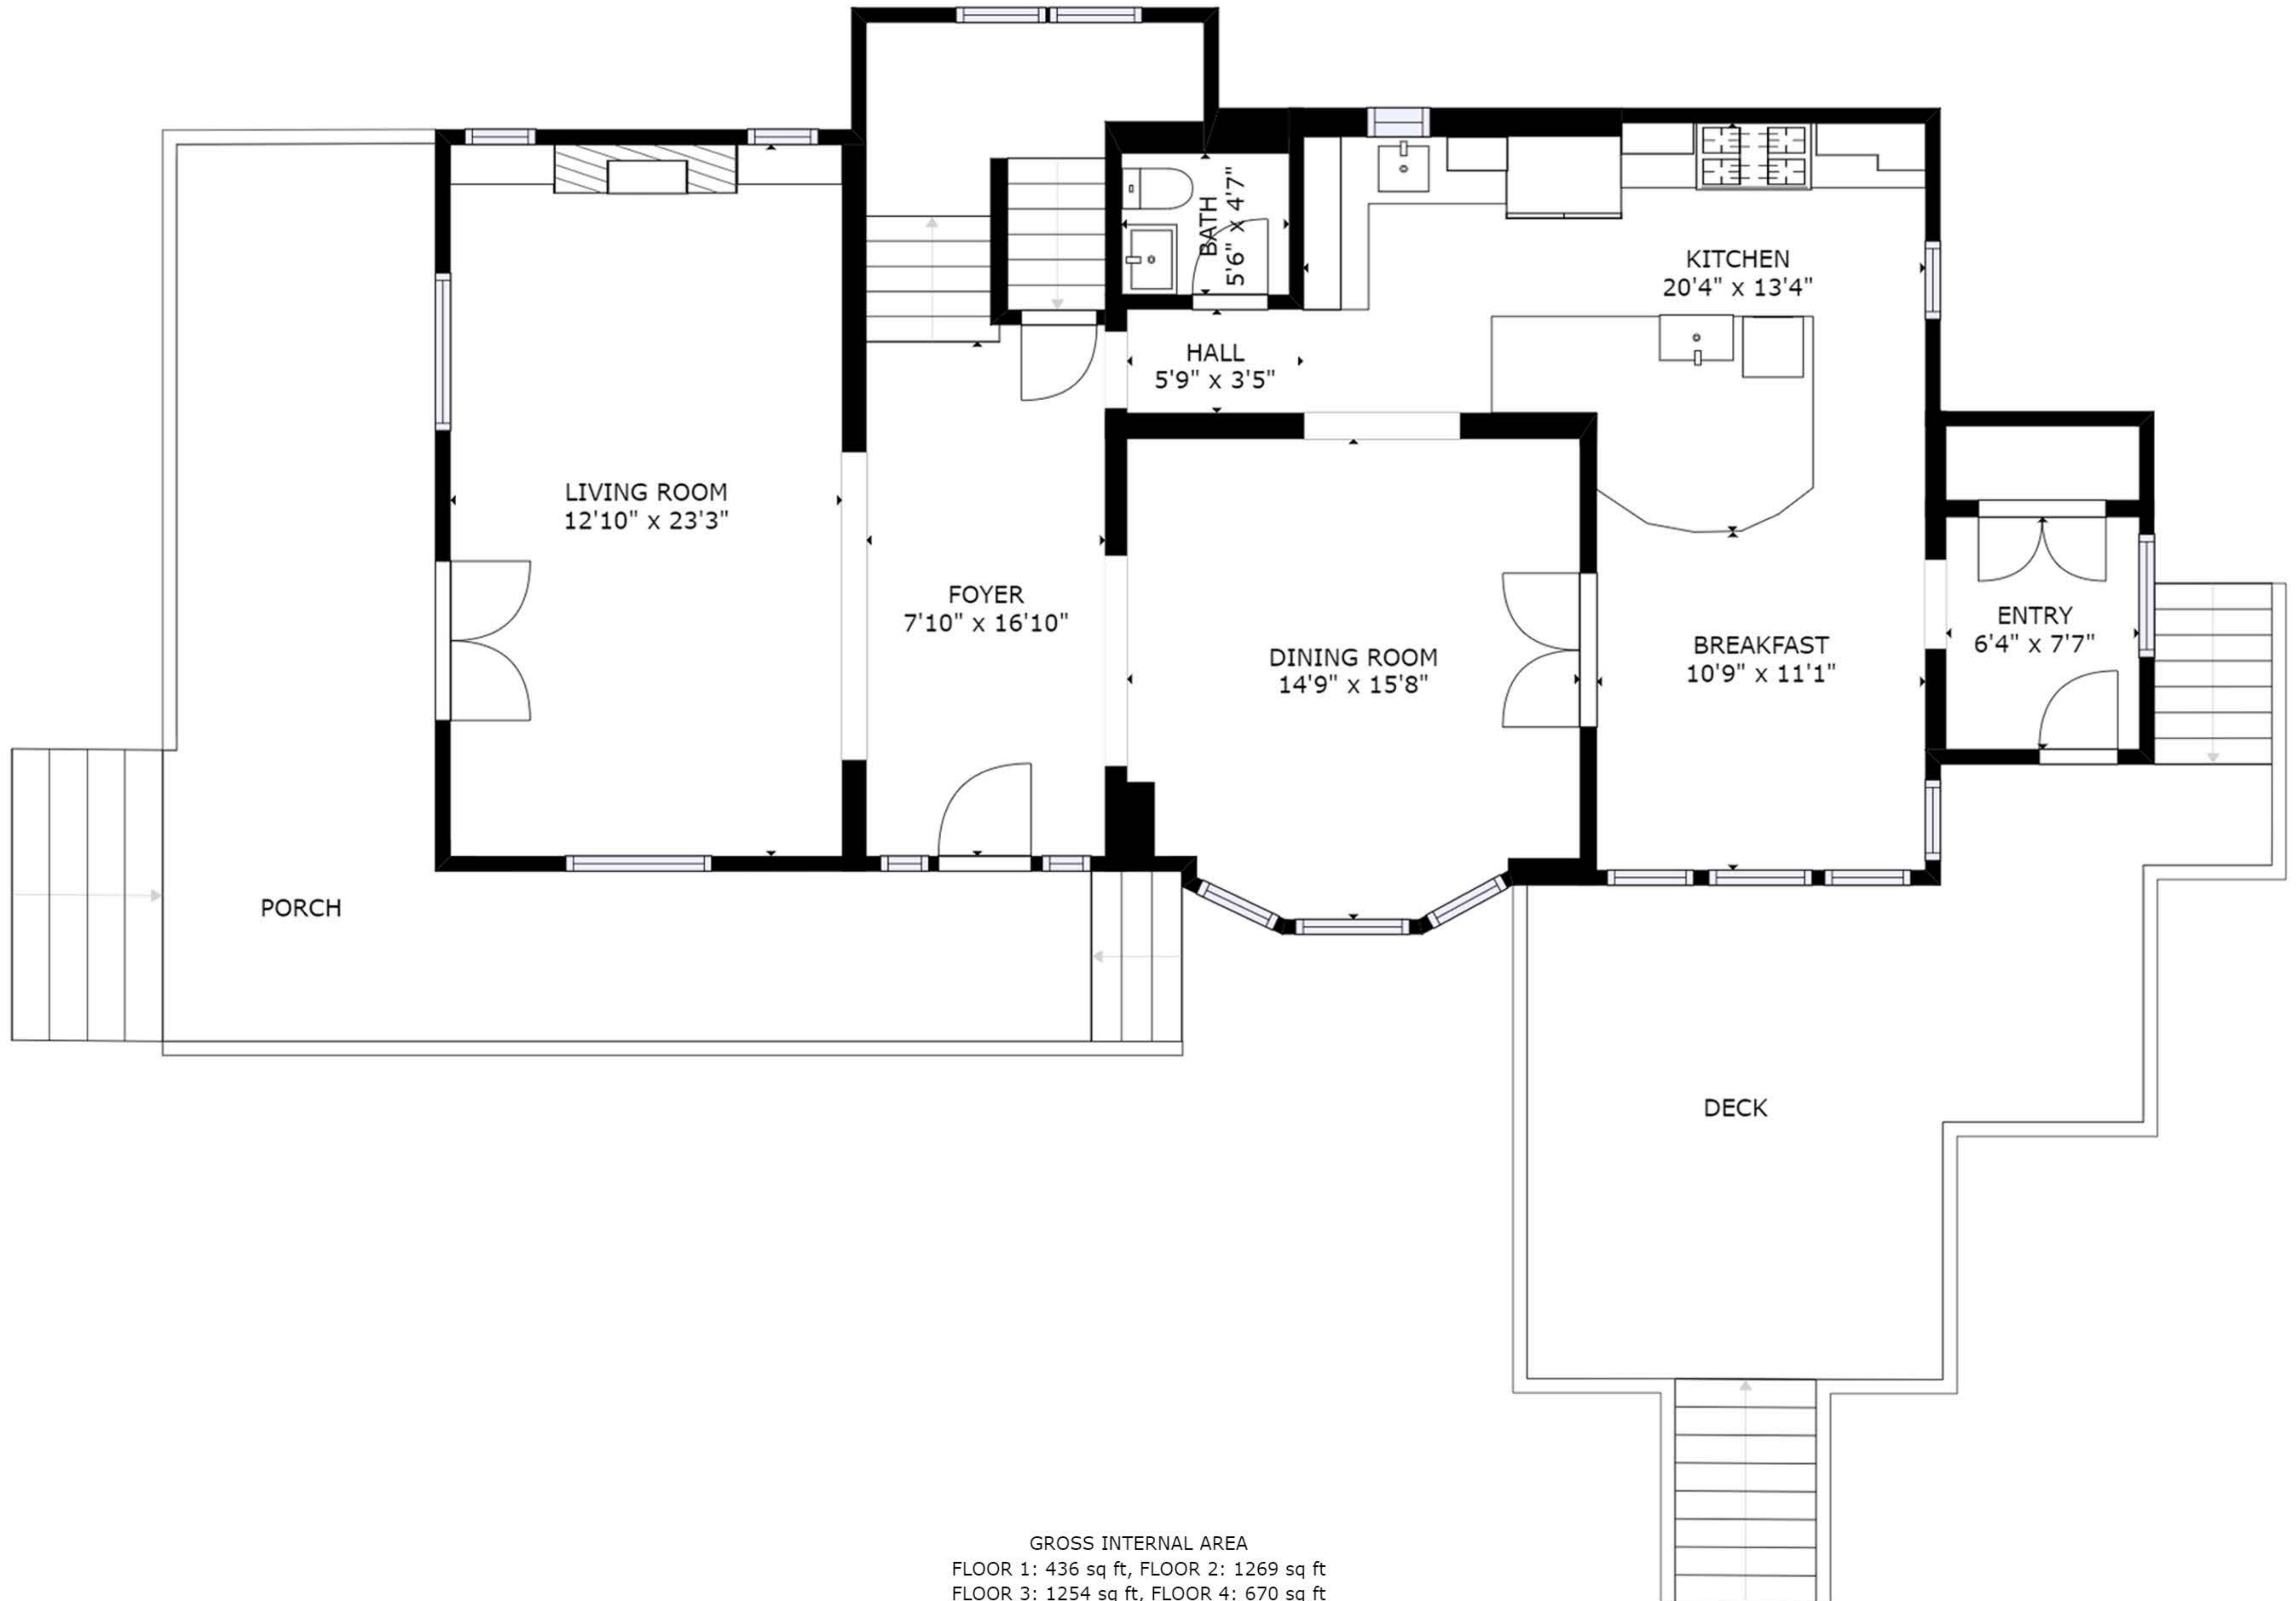 BATH
5'6" x 4'7"
KITCHEN
20'4" x 13'4"
HALL
5'9" x 3'5"
LIVING ROOM
12'10" x 23'3"
FOYER
7'10" x 16'10"
DINING ROOM
14'9" x 15'8"
BREAKFAST
10'9" x 11'1"
ENTRY
6'4" x 7'7"
PORCH
DECK
GROSS INTERNAL AREA
FLOOR 1: 436 sq ft, FLOOR 2: 1269 sq ft
FLOOR 3: 1254 sq ft, FLOOR 4: 670 sq ft